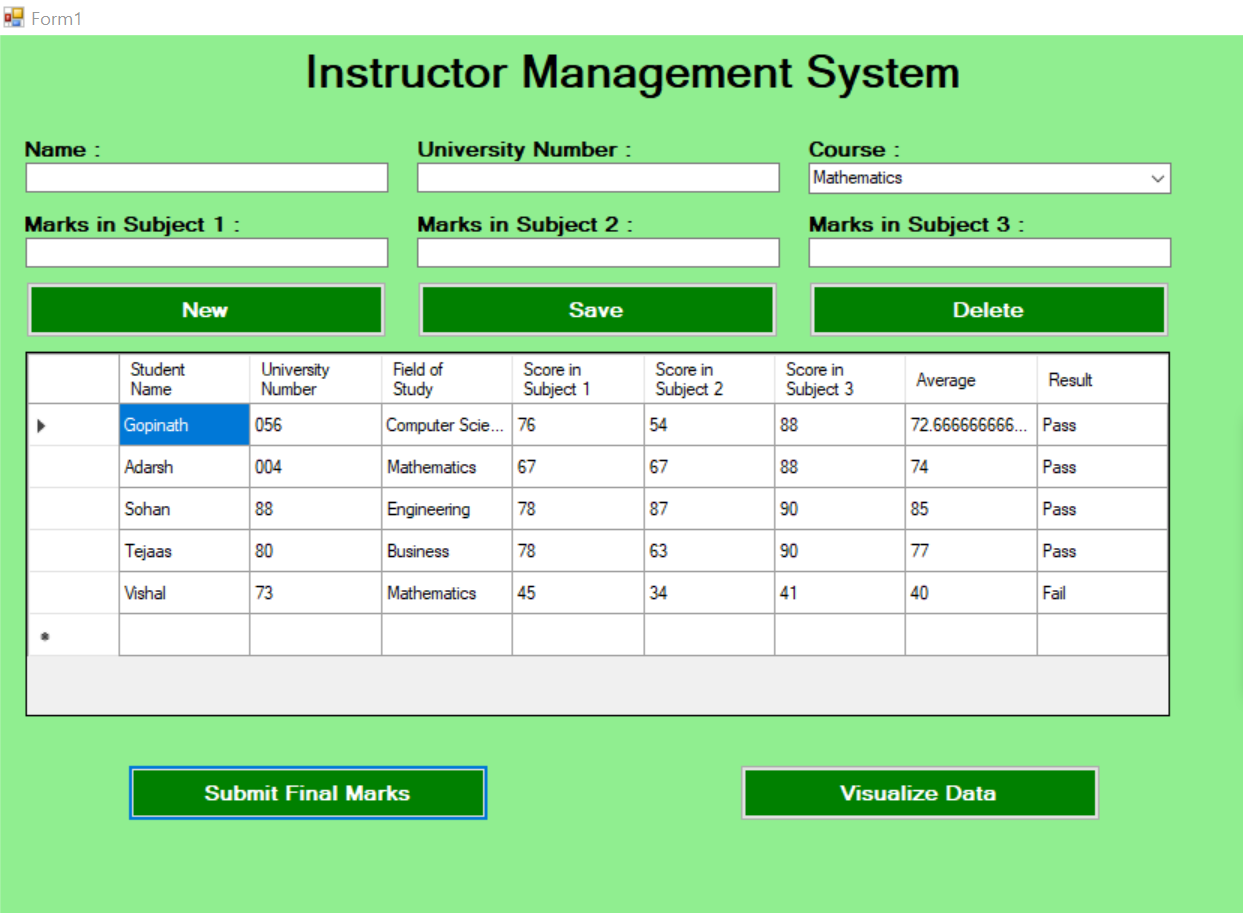 Form1
Instructor Management System
Name :
University Number :
Course :
Mathematics
Marks in Subject 1 :
Marks in Subject 2 :
Marks in Subject 3 :
New
Save
Delete
Student Name University Number Field of Study Score in Subject 1 Score in Subject 2 Score in Subject 3 Average Result
Gopinath 056 Computer Scie... 76 54 88 72.666666666... Pass
Adarsh 004 Mathematics 67 67 88 74 Pass
Sohan 88 Engineering 78 87 90 85 Pass
Tejaas 80 Business 78 63 90 77 Pass
Vishal 73 Mathematics 45 34 41 40 Fail
Submit Final Marks
Visualize Data